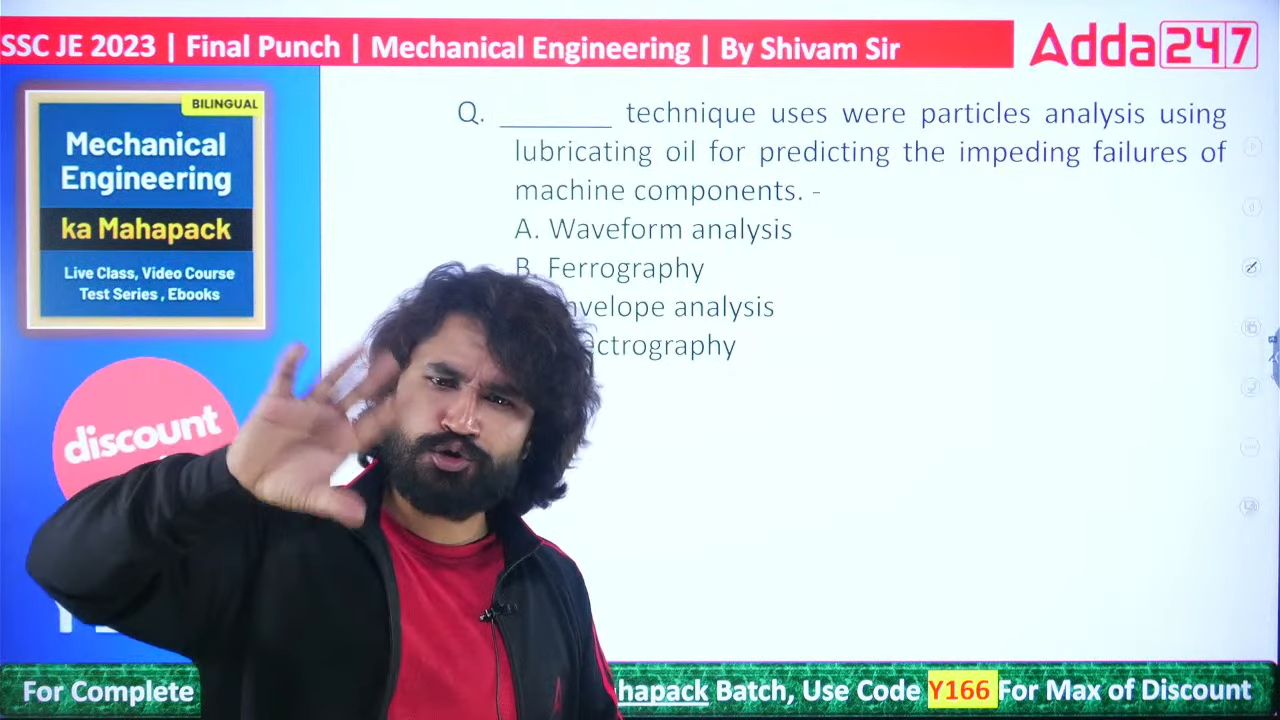 SSC JE 2023 | Final Punch | Mechanical Engineering | By Shivam Sir
Adda247
BILINGUAL
Mechanical
Engineering
ka Mahapack
Live Class, Video Course
Test Series , Ebooks
discount
Q. ________ technique uses were particles analysis using
lubricating oil for predicting the impeding failures of
machine components. -
A. Waveform analysis
B. Ferrography
nvelope analysis
ectrography
For Complete
hapack Batch, Use Code Y166 For Max of Discount